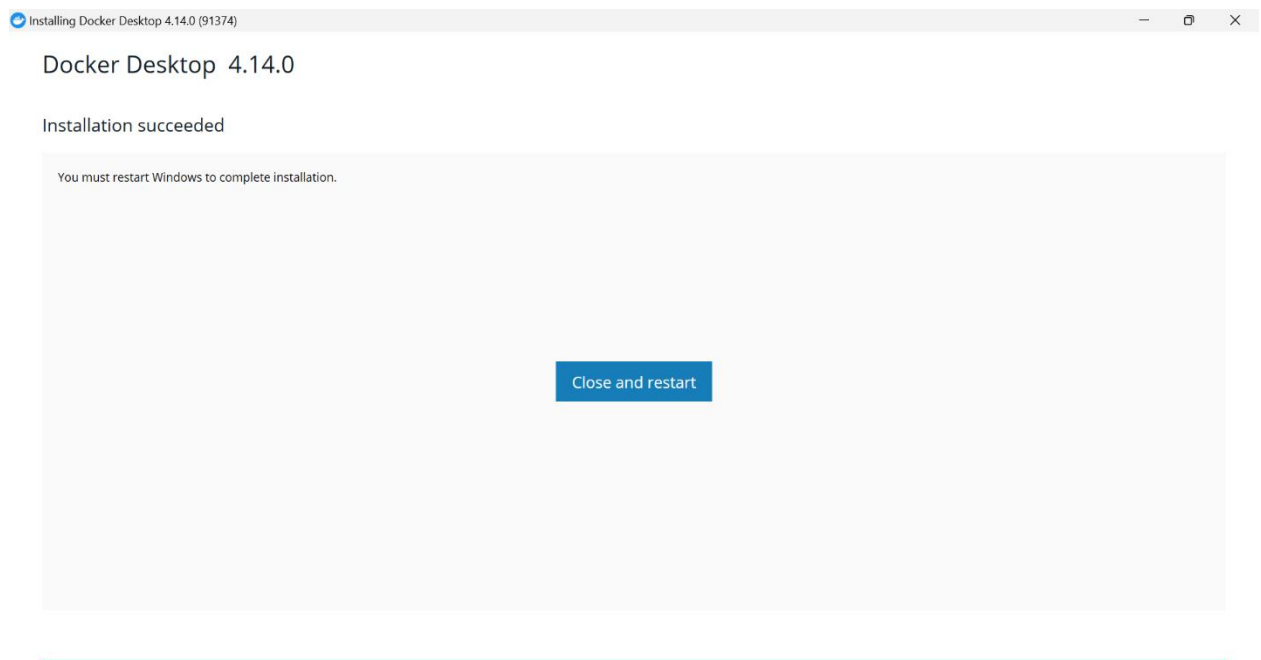 Installing Docker Desktop 4.14.0 (91374)
Docker Desktop 4.14.0
Installation succeeded
You must restart Windows to complete installation.
Close and restart